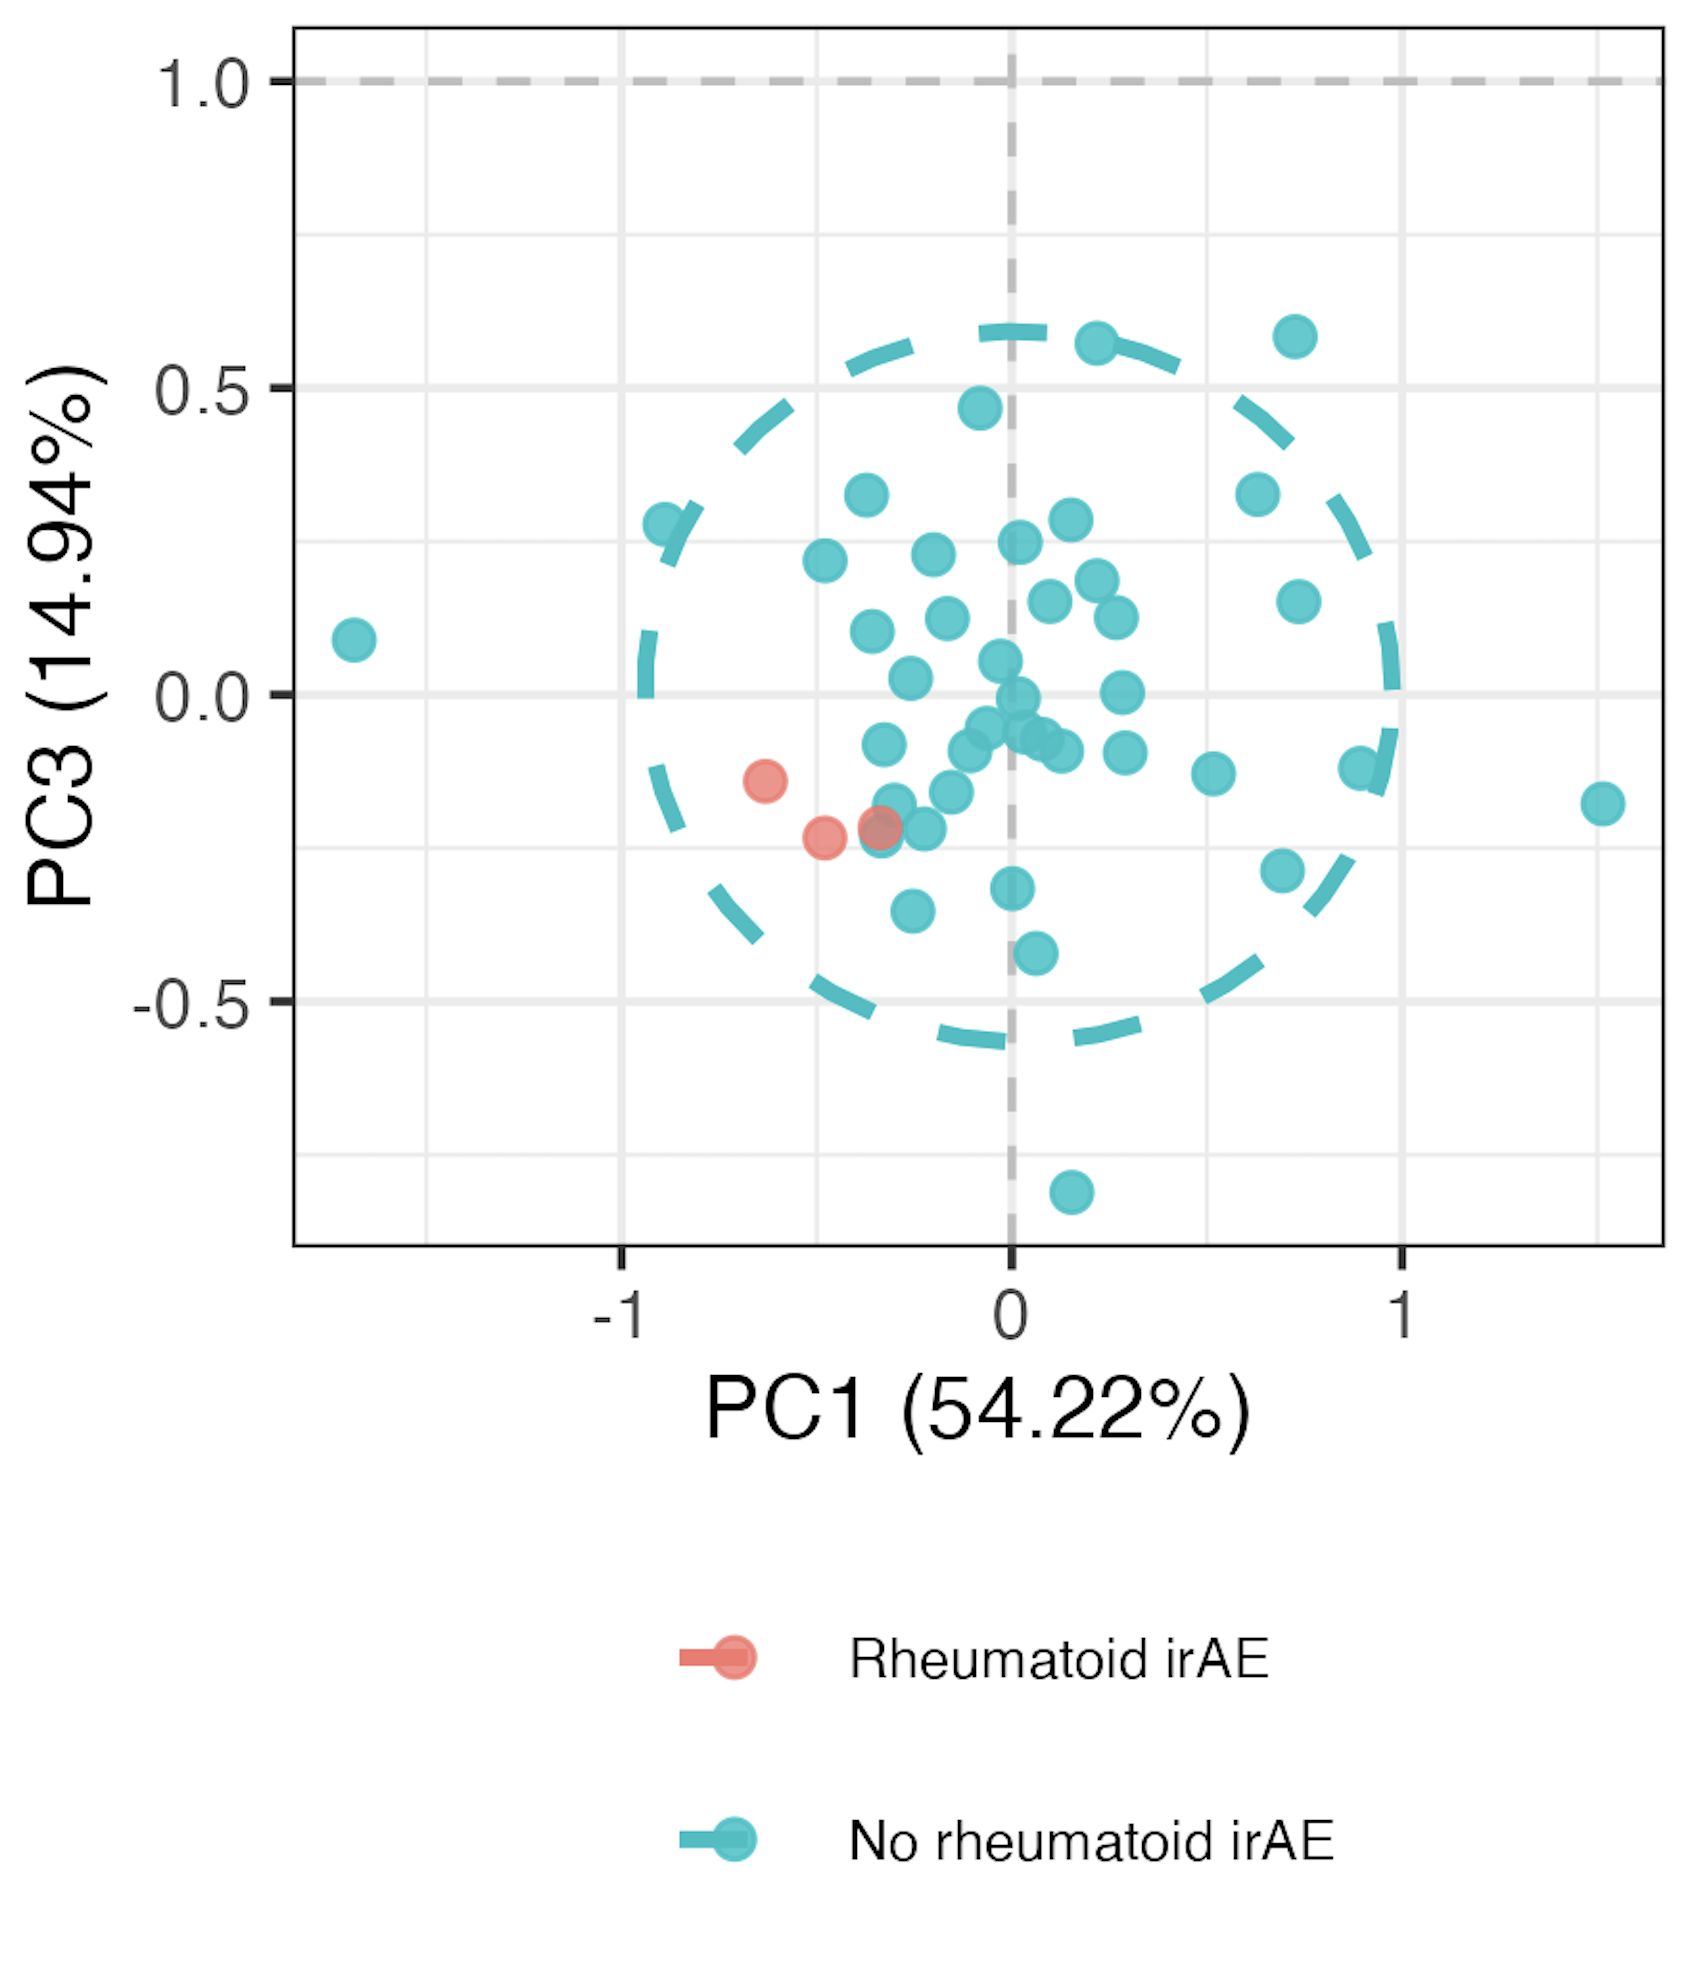 1.0
0.5
0.0
-0.5
PC3 (14.94%)
-1
0
1
PC1 (54.22%)
Rheumatoid irAE
No rheumatoid irAE